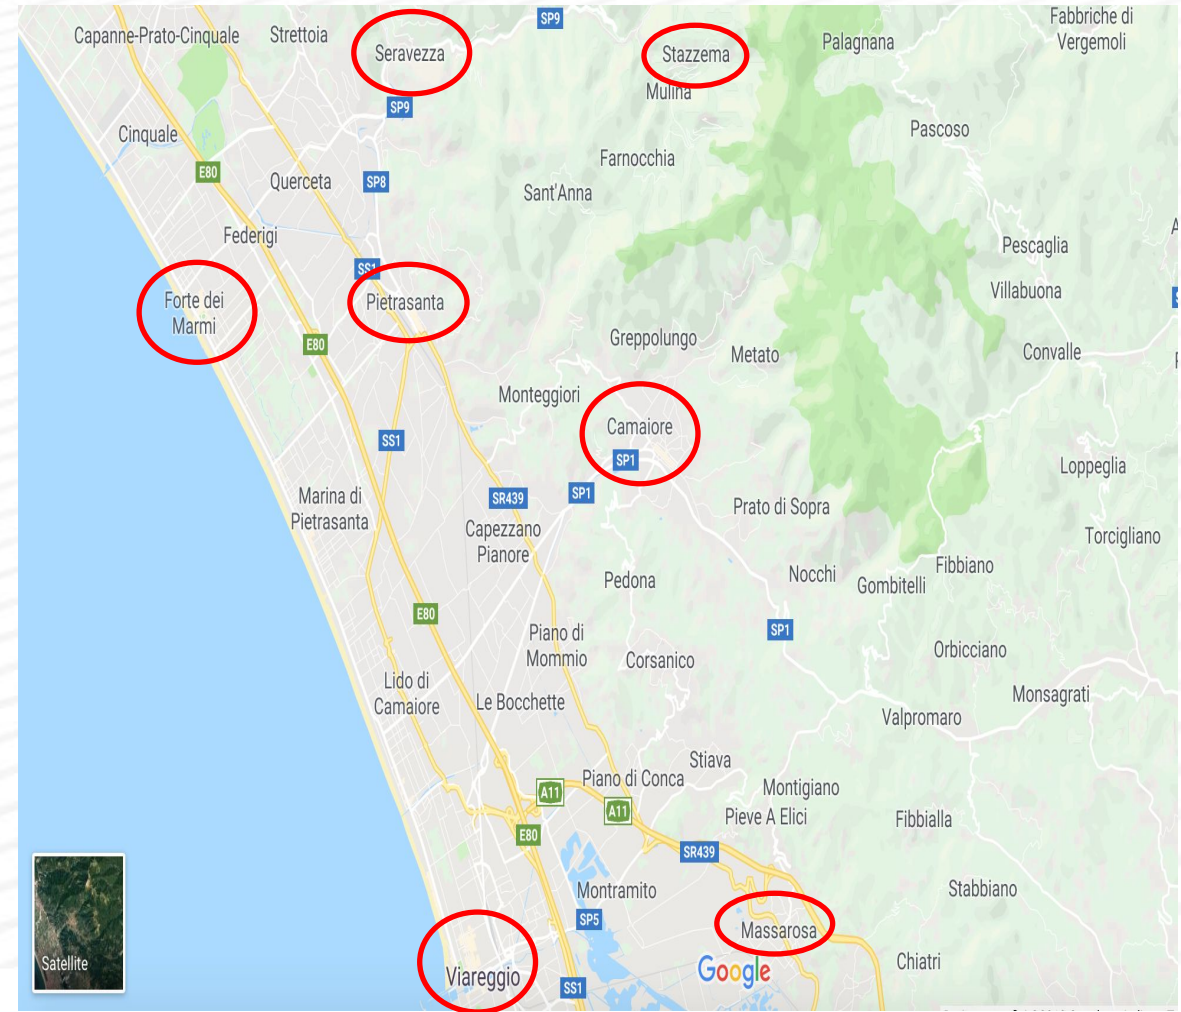 SP9
Fabbriche di
Vergemoli
Capanne-Prato-Cinquale
Strettoia
Seravezza
Stazzema
Palagnana
Mulina
SP9
Cinquale
Pascoso
Farnocchia
E80
Querceta
SP8
Sant'Anna
Federigi
Pescaglia
SS1
Villabuona
Forte dei
Marmi
Pietrasanta
E80
Greppolungo
Metato
Convalle
Monteggiori
Camaiore
SS1
SP1
Loppeglia
Marina di
Pietrasanta
SR439
SP1
Prato di Sopra
Capezzano
Pianore
Torcigliano
Fibbiano
Pedona
Nocchi
Gombitelli
E80
SP1
Piano di
Mommio
Corsanico
Orbicciano
Lido di
Camaiore
Le Bocchette
Monsagrati
Valpromaro
Stiava
Piano di Conca
Montigiano
A11
A11
Pieve A Elici
Fibbialla
E80
SR439
Montramito
Stabbiano
SP5
Massarosa
Satellite
Viareggio
Google
Chiatri
SS1